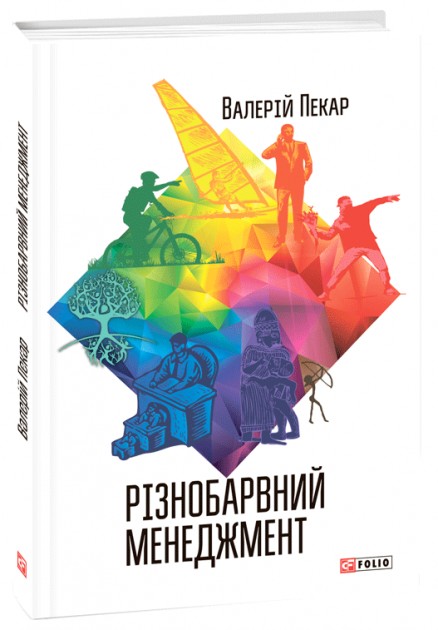 Валерій Пекар
Різнобарвний
менеджмент
FOLIO
Валерій Пекар
Різнобарвний менеджмент